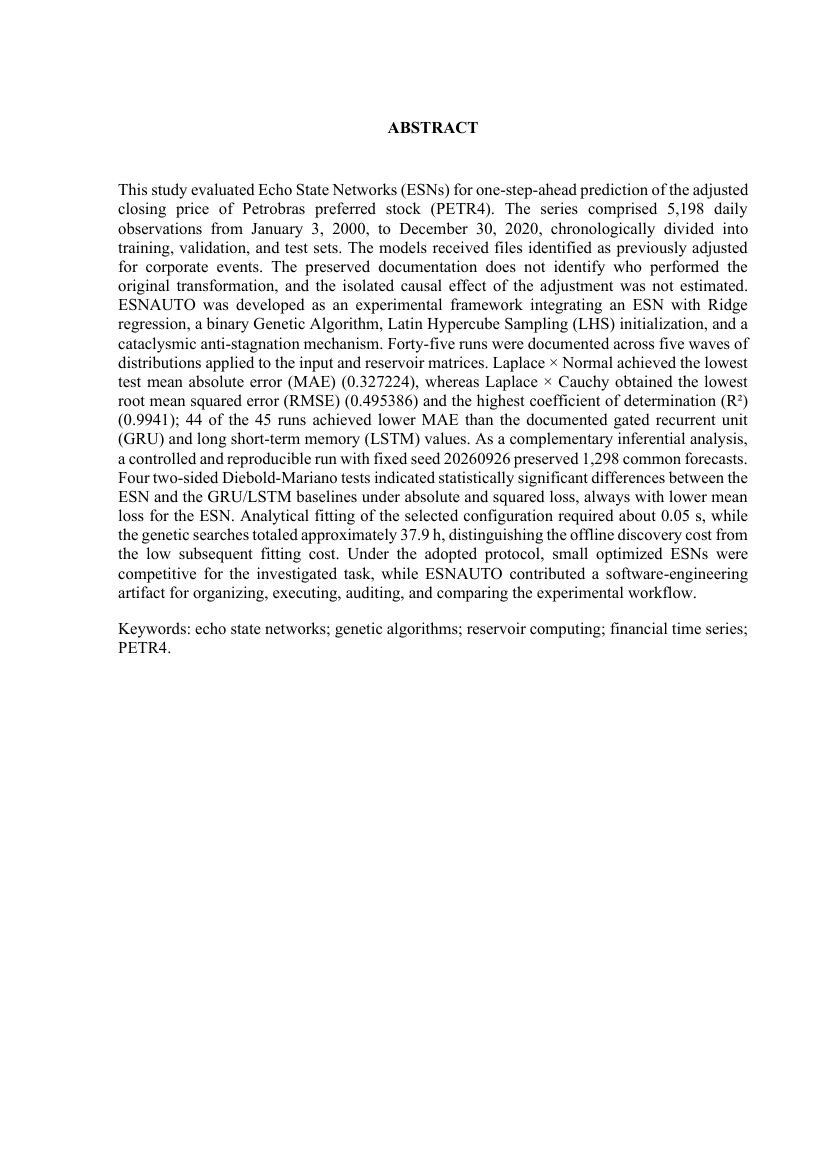 ABSTRACT
This study evaluated Echo State Networks (ESNs) for one-step-ahead prediction of the adjusted
closing price of Petrobras preferred stock (PETR4). The series comprised 5,198 daily
observations from January 3, 2000, to December 30, 2020, chronologically divided into
training, validation, and test sets. The models received files identified as previously adjusted
for corporate events. The preserved documentation does not identify who performed the
original transformation, and the isolated causal effect of the adjustment was not estimated.
ESNAUTO was developed as an experimental framework integrating an ESN with Ridge
regression, a binary Genetic Algorithm, Latin Hypercube Sampling (LHS) initialization, and a
cataclysmic anti-stagnation mechanism. Forty-five runs were documented across five waves of
distributions applied to the input and reservoir matrices. Laplace × Normal achieved the lowest
test mean absolute error (MAE) (0.327224), whereas Laplace × Cauchy obtained the lowest
root mean squared error (RMSE) (0.495386) and the highest coefficient of determination (R²)
(0.9941); 44 of the 45 runs achieved lower MAE than the documented gated recurrent unit
(GRU) and long short-term memory (LSTM) values. As a complementary inferential analysis,
a controlled and reproducible run with fixed seed 20260926 preserved 1,298 common forecasts.
Four two-sided Diebold-Mariano tests indicated statistically significant differences between the
ESN and the GRU/LSTM baselines under absolute and squared loss, always with lower mean
loss for the ESN. Analytical fitting of the selected configuration required about 0.05 s, while
the genetic searches totaled approximately 37.9 h, distinguishing the offline discovery cost from
the low subsequent fitting cost. Under the adopted protocol, small optimized ESNs were
competitive for the investigated task, while ESNAUTO contributed a software-engineering
artifact for organizing, executing, auditing, and comparing the experimental workflow.
Keywords: echo state networks; genetic algorithms; reservoir computing; financial time series;
PETR4.